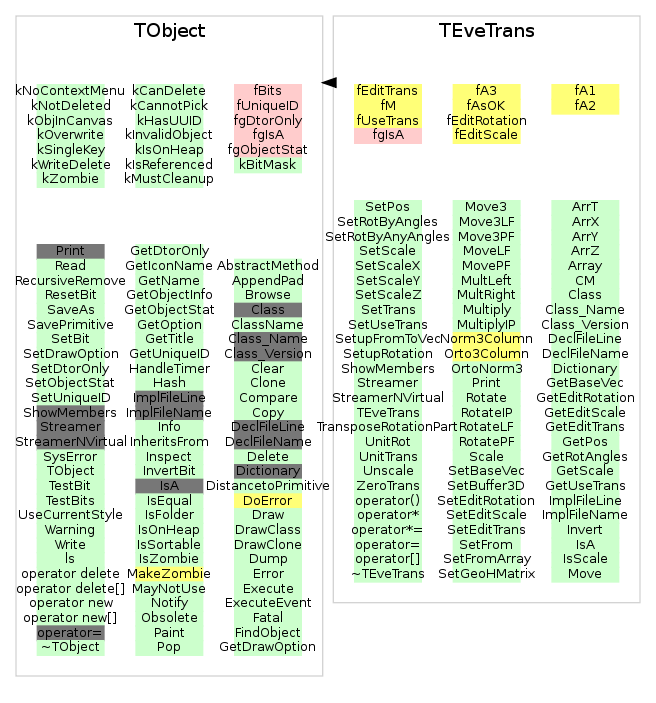 TObject
kNoContextMenu
kNotDeleted
kObjInCanvas
kOverwrite
kSingleKey
kWriteDelete
kZombie
kCanDelete
kCannotPick
kHasUUID
kInvalidObject
kIsOnHeap
kIsReferenced
kMustCleanup
fBits
fUniqueID
fgDtorOnly
fgIsA
fgObjectStat
kBitMask
Print
Read
RecursiveRemove
ResetBit
SaveAs
SavePrimitive
SetBit
SetDrawOption
SetDtorOnly
SetObjectStat
SetUniqueID
ShowMembers
Streamer
StreamerNVirtual
SysError
TObject
TestBit
TestBits
UseCurrentStyle
Warning
Write
ls
operator delete
operator delete[]
operator new
operator new[]
operator=
~TObject
GetDtorOnly
GetIconName
GetName
GetObjectInfo
GetObjectStat
GetOption
GetTitle
GetUniqueID
HandleTimer
Hash
ImplFileLine
ImplFileName
Info
InheritsFrom
Inspect
InvertBit
IsA
IsEqual
IsFolder
IsOnHeap
IsSortable
IsZombie
MakeZombie
MayNotUse
Notify
Obsolete
Paint
Pop
AbstractMethod
AppendPad
Browse
Class
ClassName
Class_Name
Class_Version
Clear
Clone
Compare
Copy
DeclFileLine
DeclFileName
Delete
Dictionary
DistancetoPrimitive
DoError
Draw
DrawClass
DrawClone
Dump
Error
Execute
ExecuteEvent
Fatal
FindObject
GetDrawOption
TEveTrans
fEditTrans
fM
fUseTrans
fgIsA
fA3
fAsOK
fEditRotation
fEditScale
fA1
fA2
SetPos
SetRotByAngles
SetRotByAnyAngles
SetScale
SetScaleX
SetScaleY
SetScaleZ
SetTrans
SetUseTrans
SetupFromToVec
SetupRotation
ShowMembers
Streamer
StreamerNVirtual
TEveTrans
TransposeRotationPart
UnitRot
UnitTrans
Unscale
ZeroTrans
operator()
operator*
operator*=
operator=
operator[]
~TEveTrans
Move3
Move3LF
Move3PF
MoveLF
MovePF
MultLeft
MultRight
Multiply
MultiplyIP
Norm3Column
Orto3Column
OrtoNorm3
Print
Rotate
RotateIP
RotateLF
RotatePF
Scale
SetBaseVec
SetBuffer3D
SetEditRotation
SetEditScale
SetEditTrans
SetFrom
SetFromArray
SetGeoHMatrix
ArrT
ArrX
ArrY
ArrZ
Array
CM
Class
Class_Name
Class_Version
DeclFileLine
DeclFileName
Dictionary
GetBaseVec
GetEditRotation
GetEditScale
GetEditTrans
GetPos
GetRotAngles
GetScale
GetUseTrans
ImplFileLine
ImplFileName
Invert
IsA
IsScale
Move